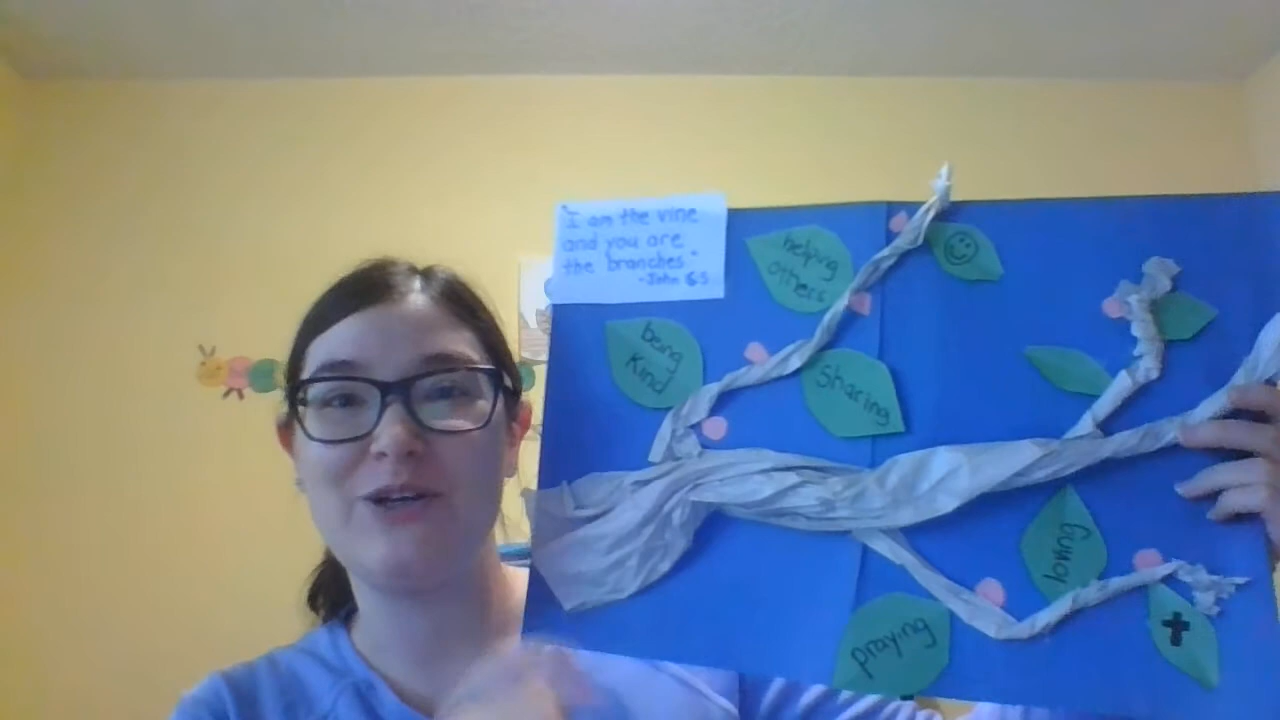 "I am the vine
and you are
the branches."
-John 15:5
helping
others
being
kind
sharing
loving
praying